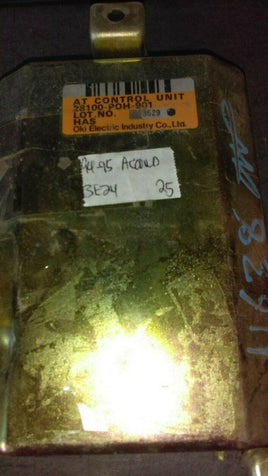 AT CONTROL UNIT
28100-POH-901
LOT NO. 3629
HAS
Oki Electric Industry Co.,Ltd.
94-95 ACCORD
3E24 25